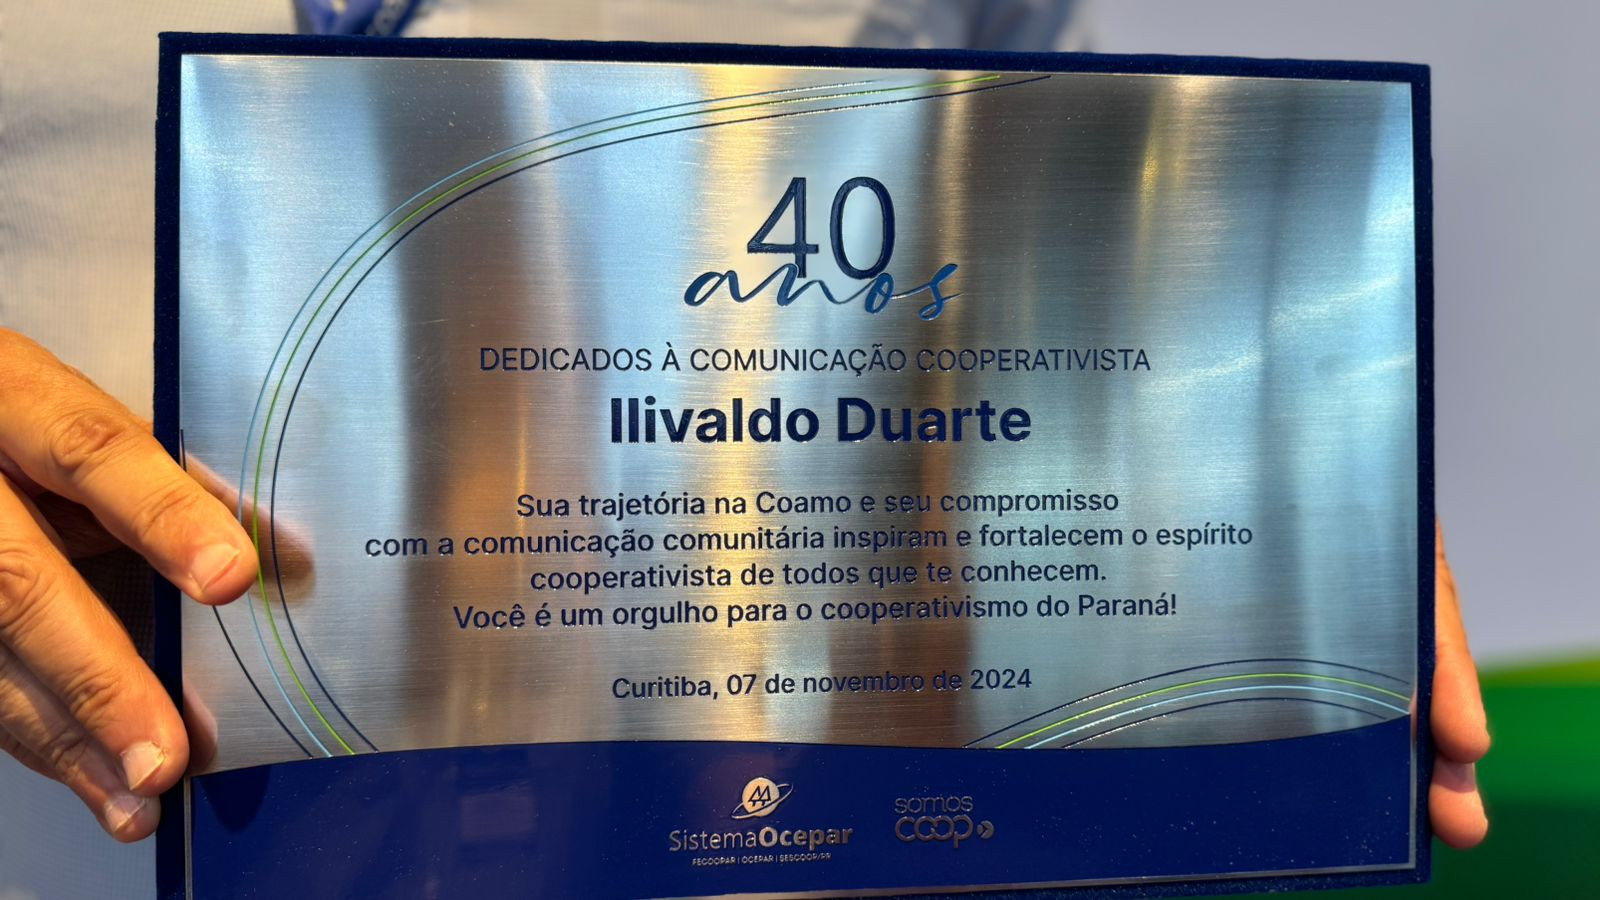 40
anos
DEDICADOS À COMUNICAÇÃO COOPERATIVISTA
Ilivaldo Duarte
Sua trajetória na Coamo e seu compromisso
com a comunicação comunitária inspiram e fortalecem o espírito
cooperativista de todos que te conhecem.
Você é um orgulho para o cooperativismo do Paraná!
Curitiba, 07 de novembro de 2024
SistemaOcepar
FECOOPAR | OCEPAR | SESCOOP/PR
somos
coop